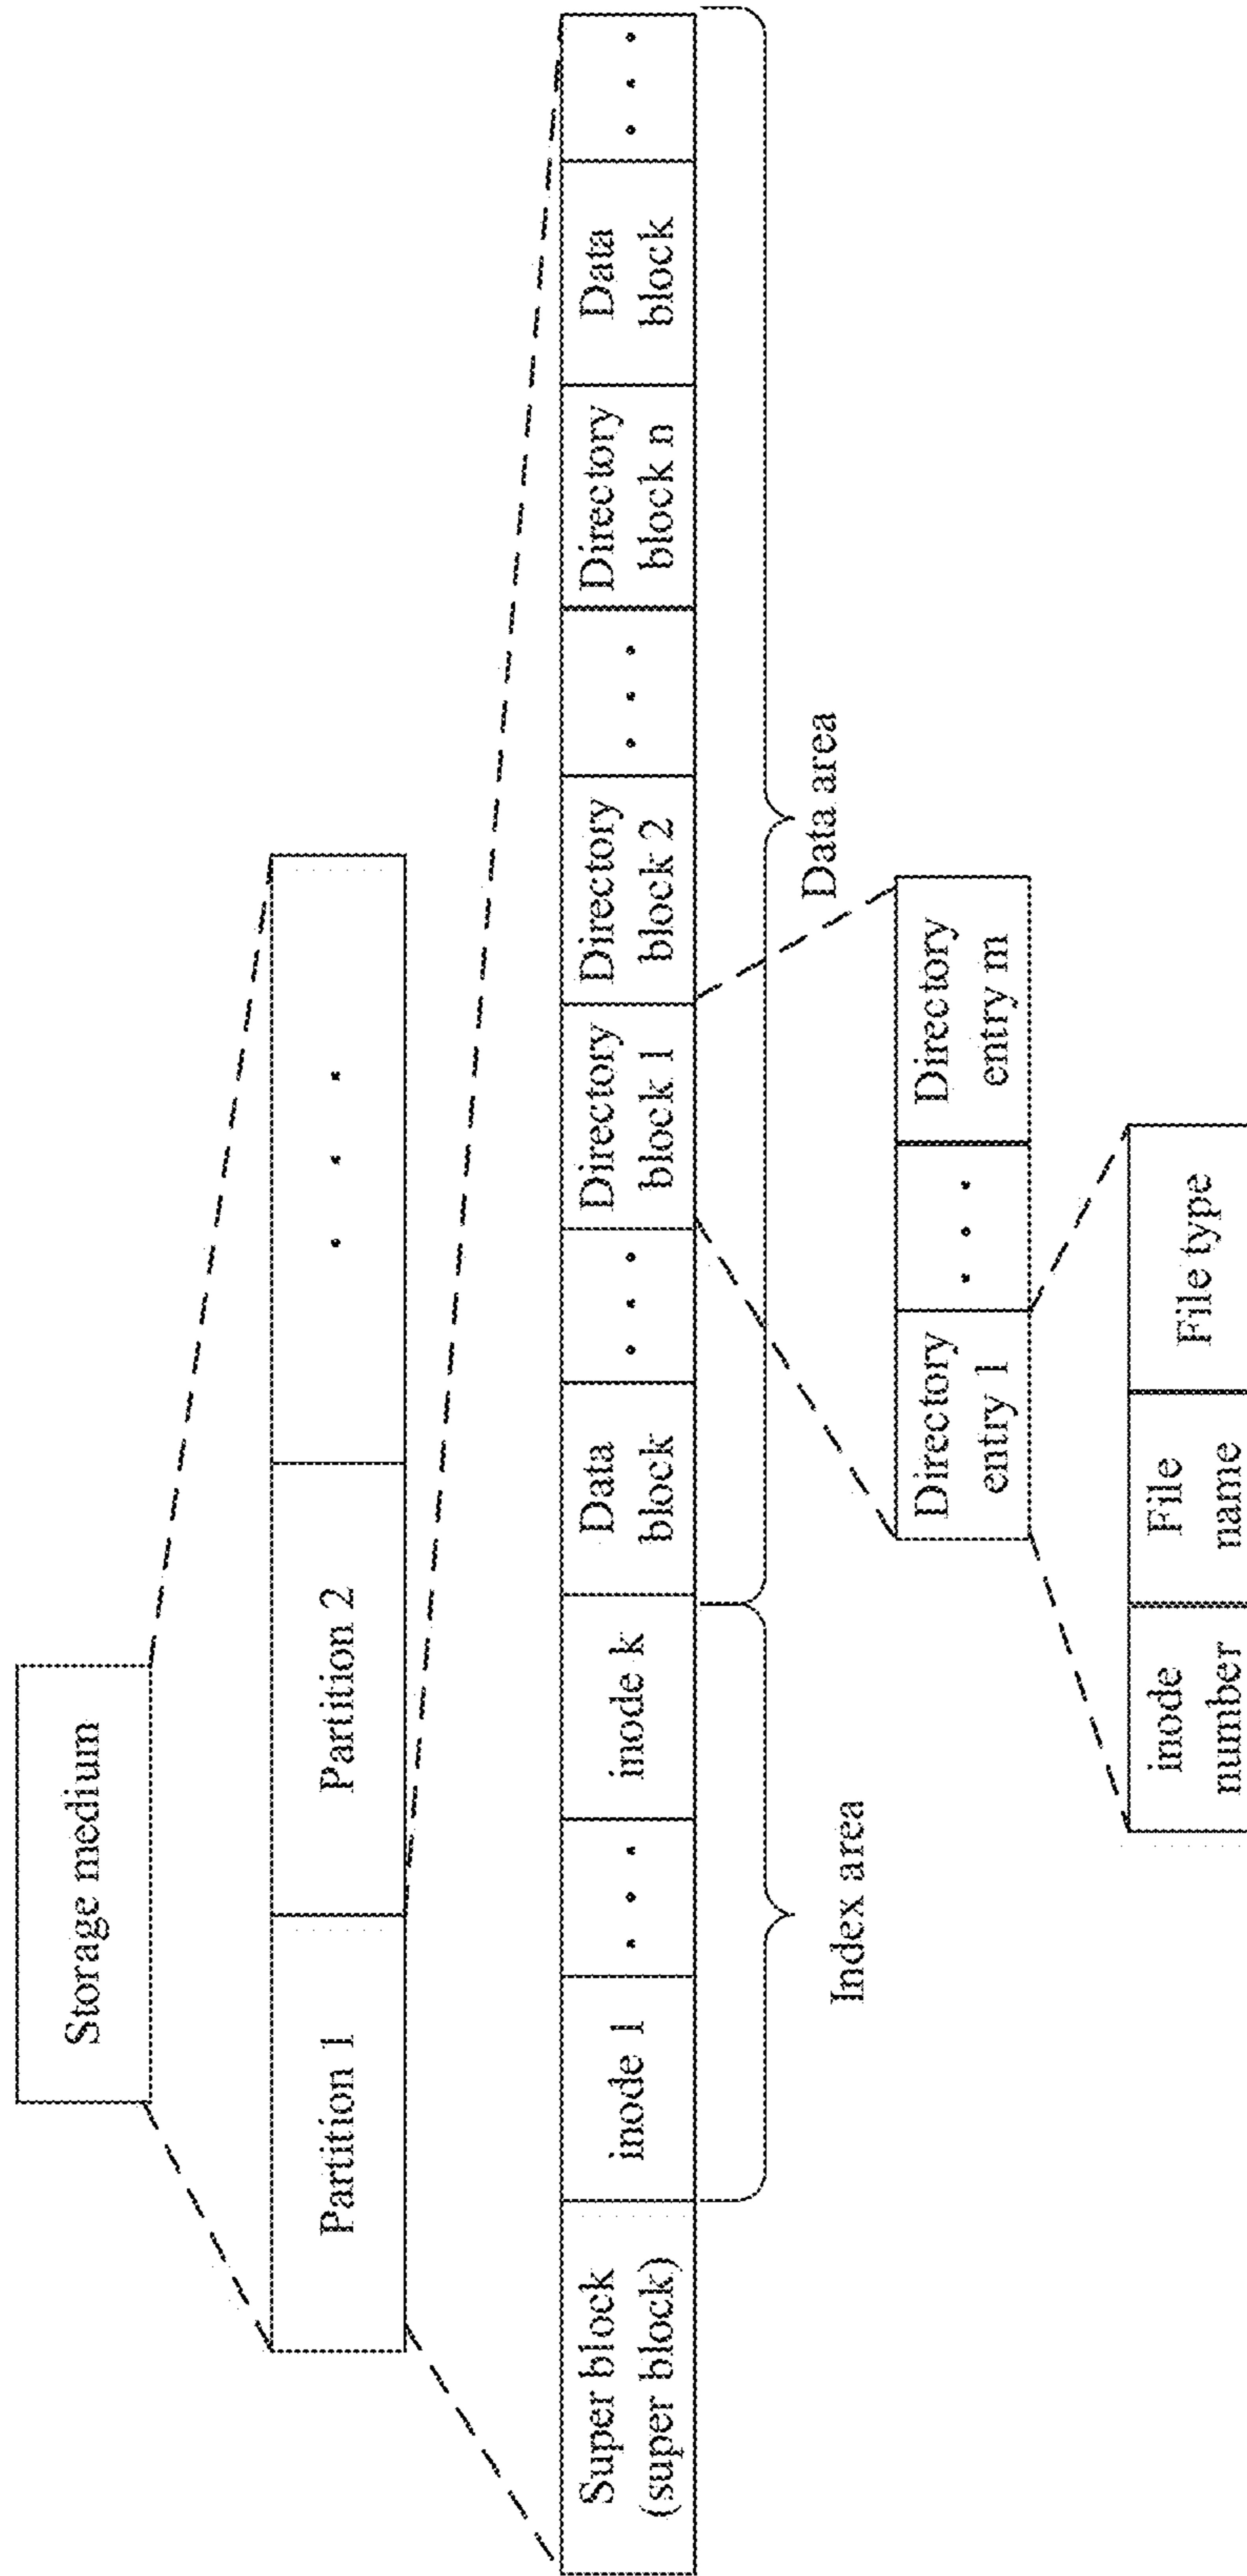 Storage medium
Partition 1
Partition 2
. . .
Super block
(super block)
inode 1
. . .
inode k
Data
block
. . .
Directory
block 1
Directory
block 2
. . .
Directory
block n
Data
block
. . .
Index area
Data area
Directory
entry 1
. . .
Directory
entry m
inode
number
File
name
File type